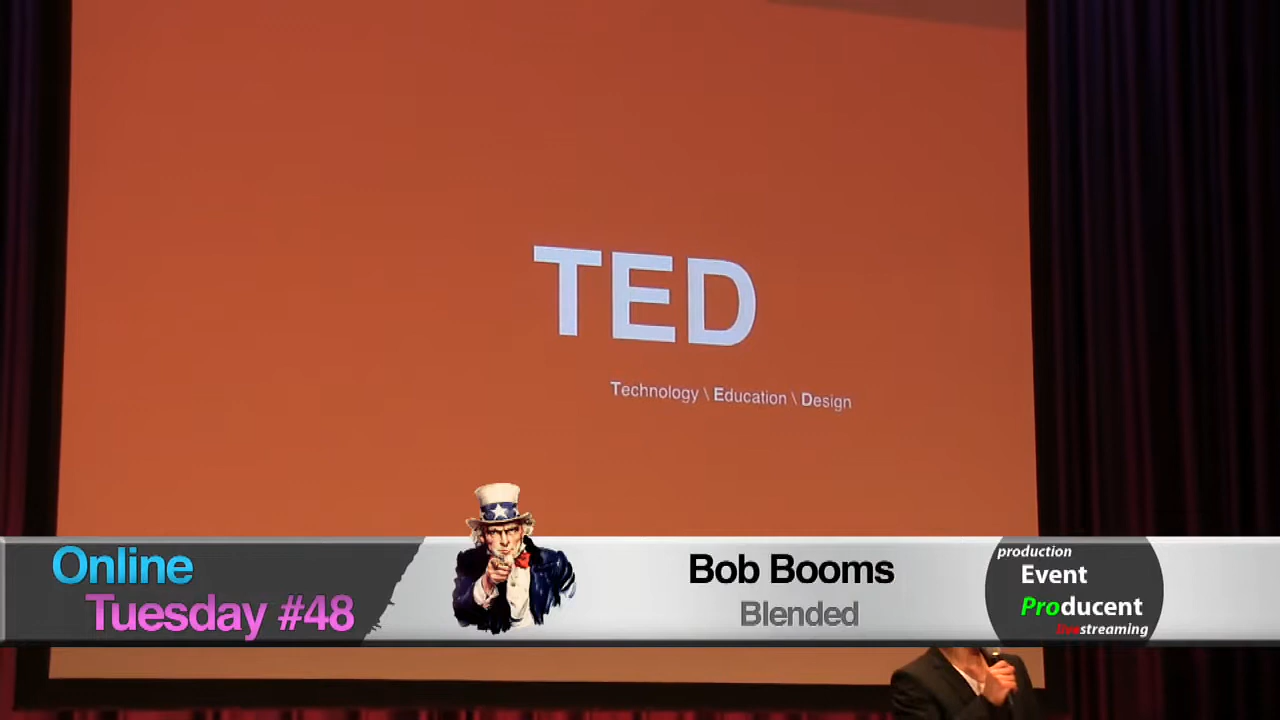 TED
Technology \ Education \ Design
Online
Tuesday #48
Bob Booms
Blended
production
Event
Producent
livestreaming